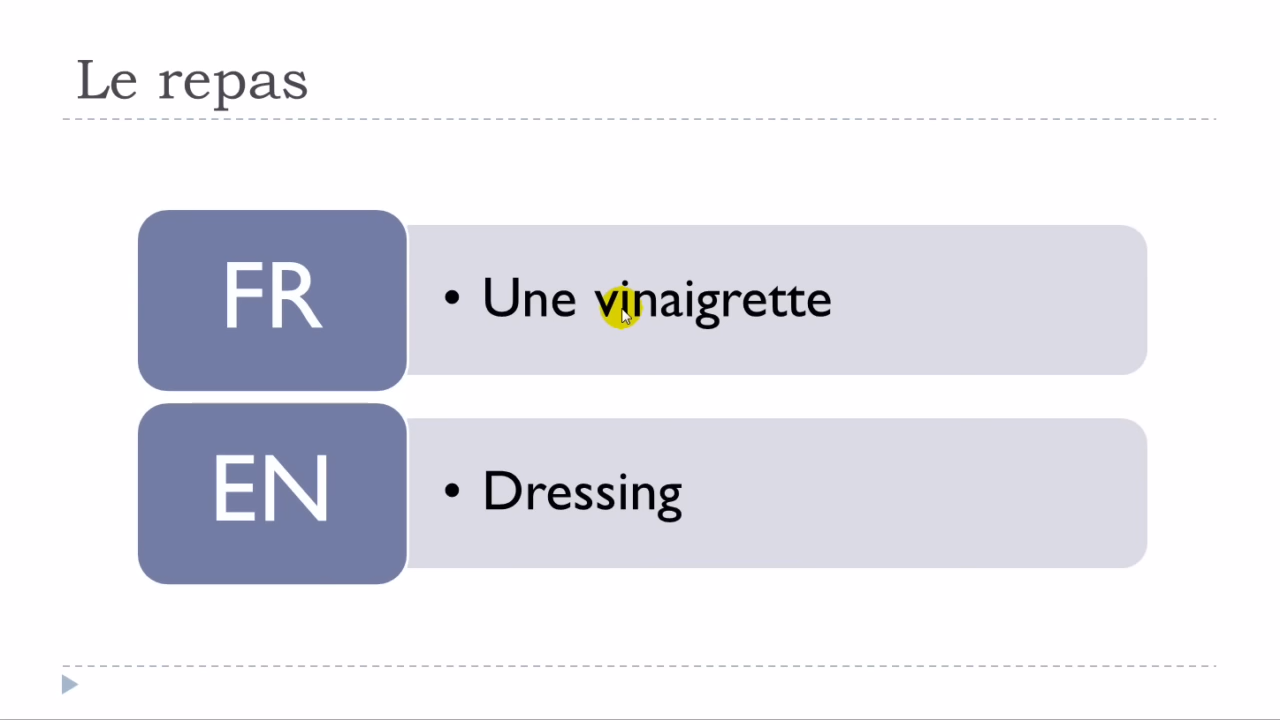 Le repas
FR
• Une vinaigrette
EN
• Dressing